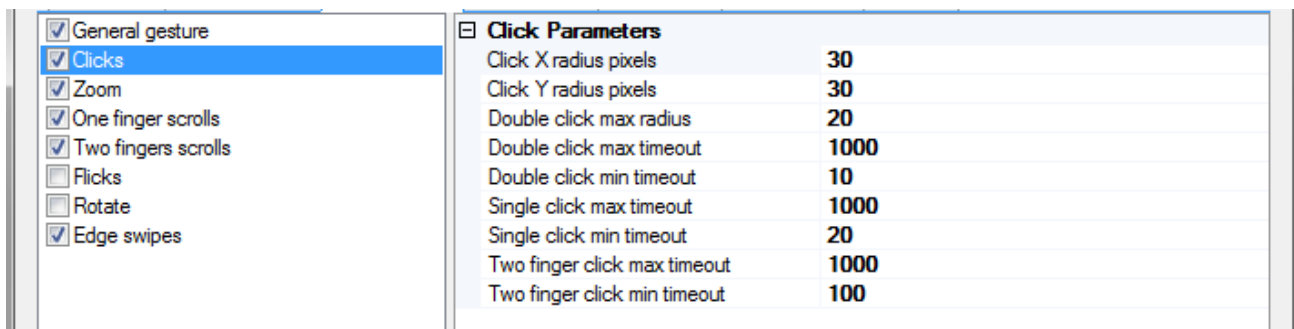 General gesture
Clicks
Zoom
One finger scrolls
Two fingers scrolls
Flicks
Rotate
Edge swipes
Click Parameters
Click X radius pixels 30
Click Y radius pixels 30
Double click max radius 20
Double click max timeout 1000
Double click min timeout 10
Single click max timeout 1000
Single click min timeout 20
Two finger click max timeout 1000
Two finger click min timeout 100